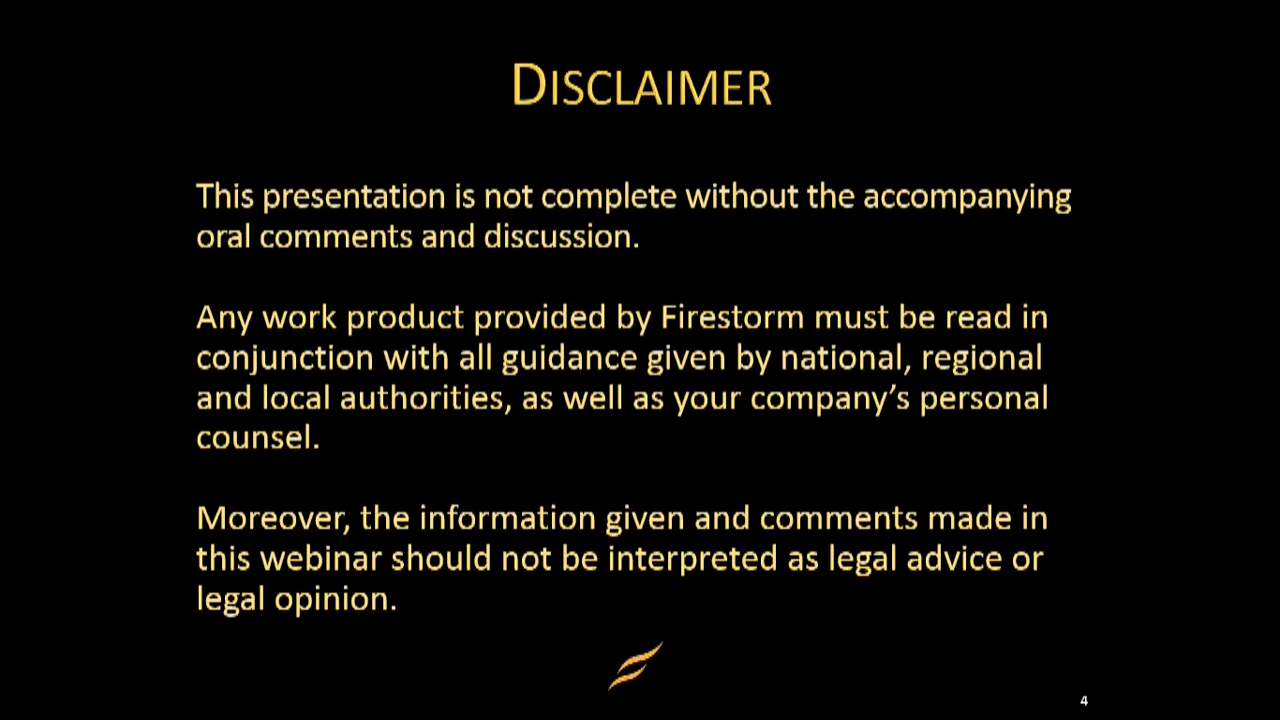 DISCLAIMER
This presentation is not complete without the accompanying
oral comments and discussion.
Any work product provided by Firestorm must be read in
conjunction with all guidance given by national, regional
and local authorities, as well as your company’s personal
counsel.
Moreover, the information given and comments made in
this webinar should not be interpreted as legal advice or
legal opinion.
4